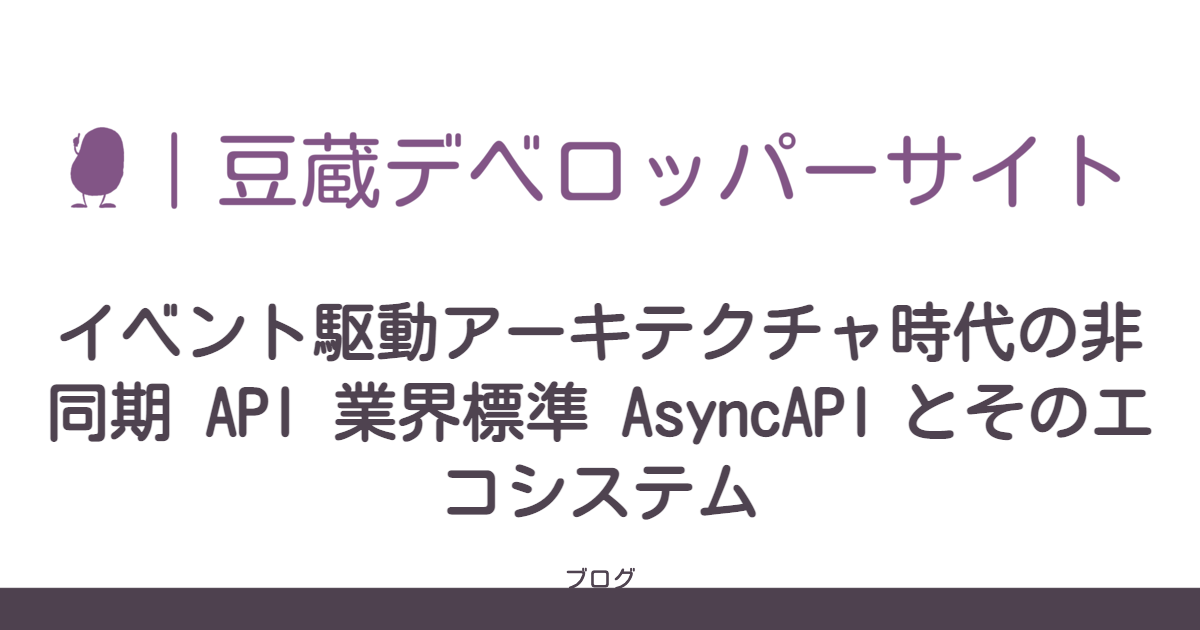 ｜豆蔵デベロッパーサイト
イベント駆動アーキテクチャ時代の非
同期 API 業界標準 AsyncAPI とそのエ
コシステム
ブログ